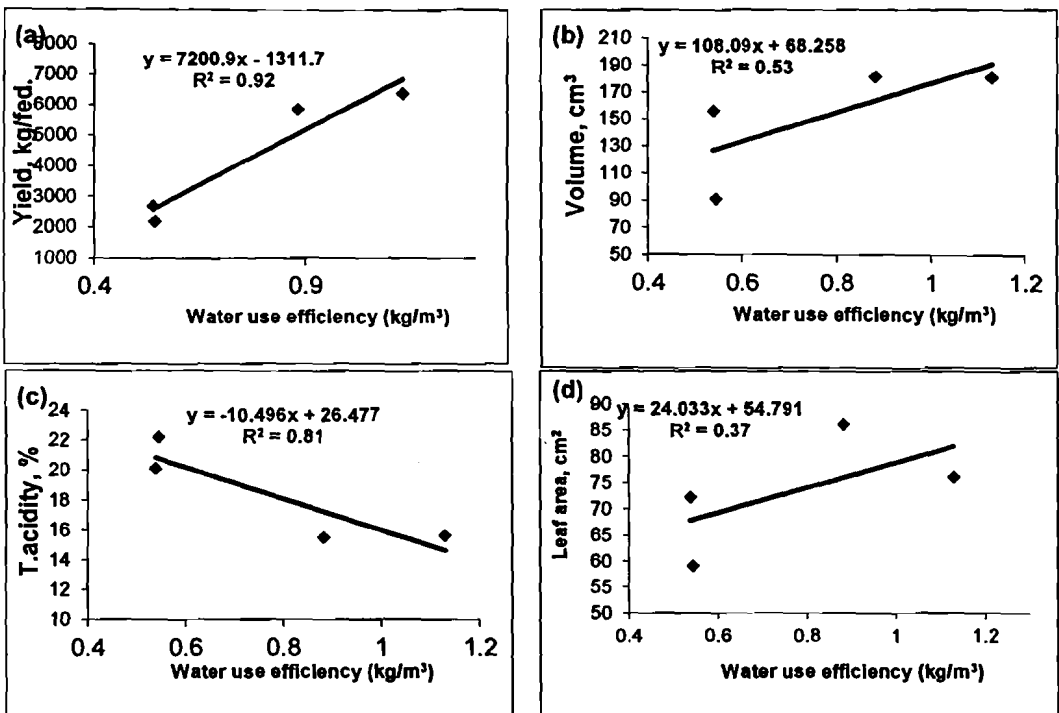 (a)
y = 7200.9x - 1311.7
R² = 0.92
Yield, kg/fed.
8000
7000
6000
5000
4000
3000
2000
1000
0.4 0.9
Water use efficiency (kg/m³)
(b)
y = 108.09x + 68.258
R² = 0.53
Volume, cm³
210
190
170
150
130
110
90
70
50
0.4 0.6 0.8 1 1.2
Water use efficiency (kg/m³)
(c)
y = -10.496x + 26.477
R² = 0.81
T.acidity, %
24
22
20
18
16
14
12
10
0.4 0.6 0.8 1 1.2
Water use efficiency (kg/m³)
(d)
y = 24.033x + 54.791
R² = 0.37
Leaf area, cm²
90
85
80
75
70
65
60
55
50
0.4 0.6 0.8 1 1.2
Water use efficiency (kg/m³)